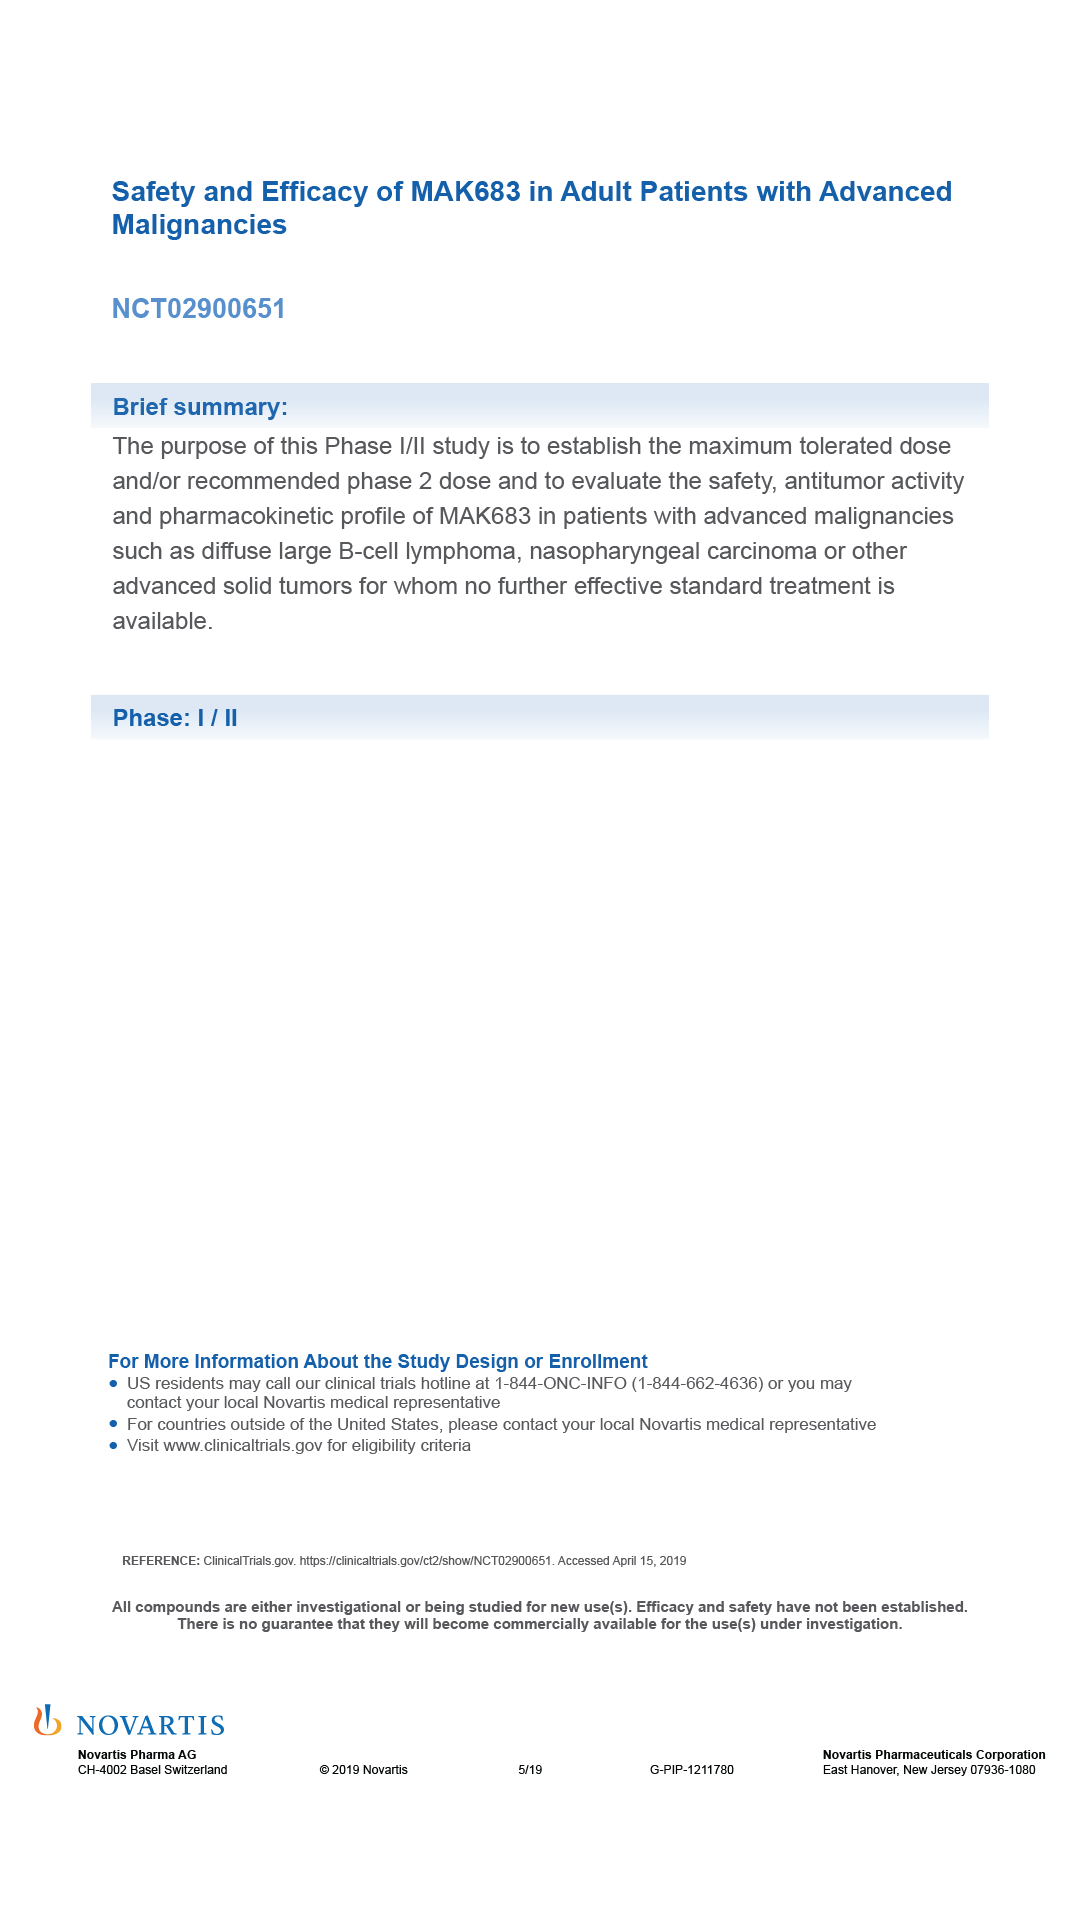 Safety and Efficacy of MAK683 in Adult Patients with Advanced
Malignancies
NCT02900651
Brief summary:
The purpose of this Phase I/II study is to establish the maximum tolerated dose
and/or recommended phase 2 dose and to evaluate the safety, antitumor activity
and pharmacokinetic profile of MAK683 in patients with advanced malignancies
such as diffuse large B-cell lymphoma, nasopharyngeal carcinoma or other
advanced solid tumors for whom no further effective standard treatment is
available.
Phase: I / II
For More Information About the Study Design or Enrollment
● US residents may call our clinical trials hotline at 1-844-ONC-INFO (1-844-662-4636) or you may
contact your local Novartis medical representative
● For countries outside of the United States, please contact your local Novartis medical representative
● Visit www.clinicaltrials.gov for eligibility criteria
REFERENCE: ClinicalTrials.gov. https://clinicaltrials.gov/ct2/show/NCT02900651. Accessed April 15, 2019
All compounds are either investigational or being studied for new use(s). Efficacy and safety have not been established.
There is no guarantee that they will become commercially available for the use(s) under investigation.
NOVARTIS
Novartis Pharma AG
CH-4002 Basel Switzerland
© 2019 Novartis
5/19
G-PIP-1211780
Novartis Pharmaceuticals Corporation
East Hanover, New Jersey 07936-1080